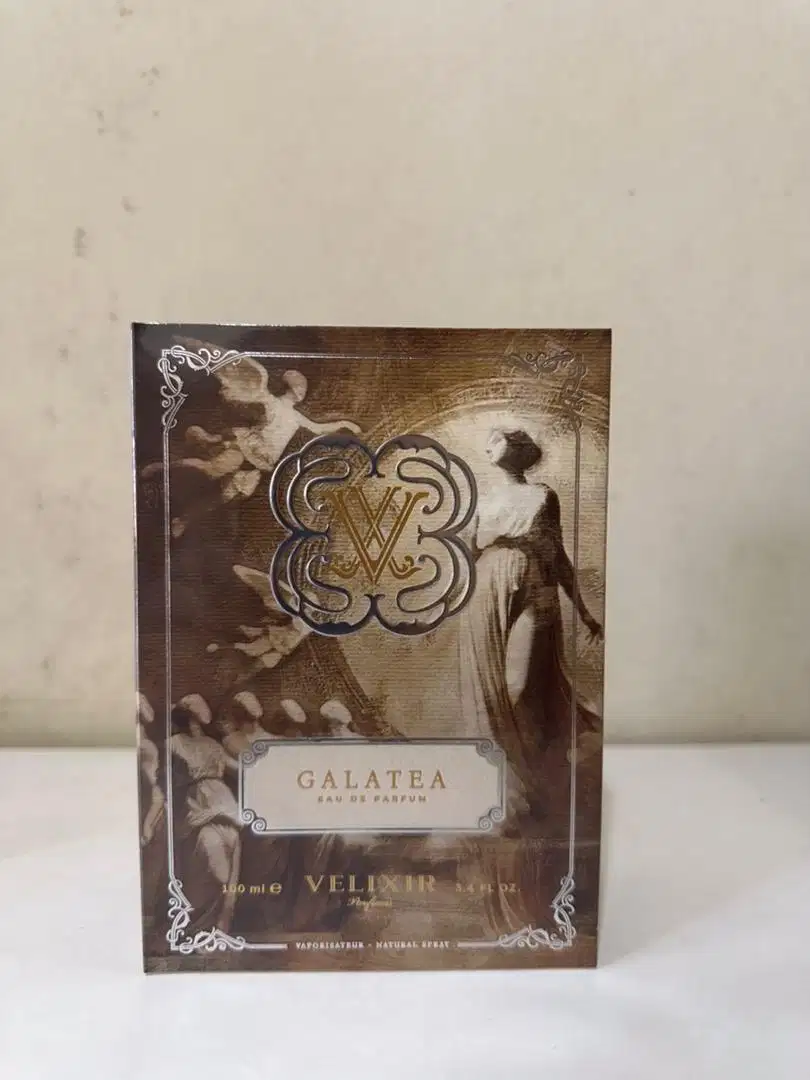 V
GALATEA
EAU DE PARFUM
100 ml e VELIXIR 3.4 FL OZ.
Parfums
VAPORISATEUR - NATURAL SPRAY